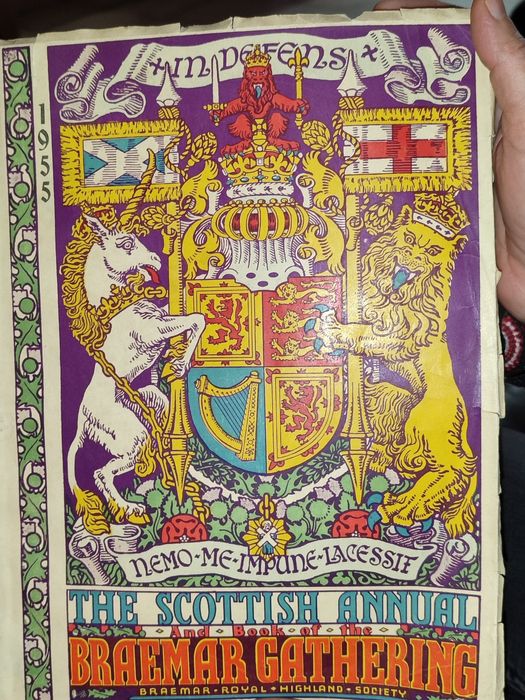 1955
IN DEFENS
NEMO·ME·IMPUNE·LACESSIT
THE SCOTTISH ANNUAL
And Book of the
BRAEMAR GATHERING
BRAEMAR·ROYAL·HIGHLAND·SOCIETY